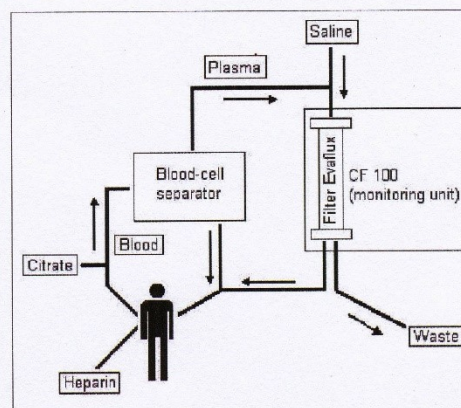 Saline
Plasma
Filter Evaflux
CF 100
(monitoring unit)
Blood-cell
separator
Blood
Citrate
Heparin
Waste